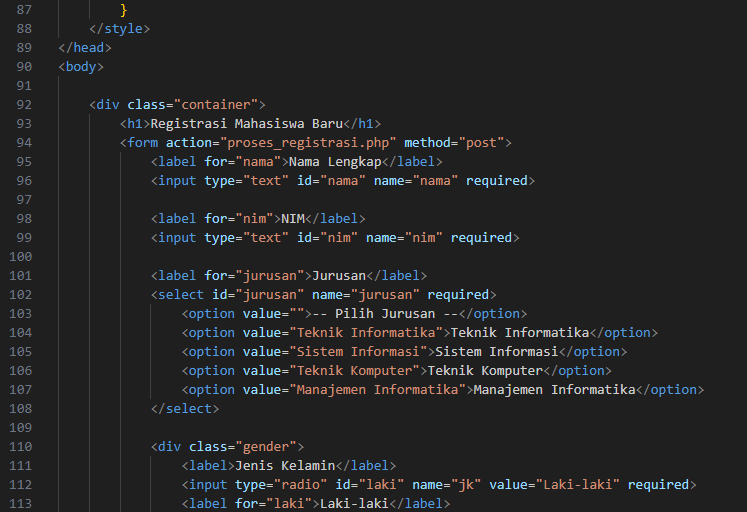 87 }
88 </style>
89 </head>
90 <body>
91
92 <div class="container">
93 <h1>Registrasi Mahasiswa Baru</h1>
94 <form action="proses_registrasi.php" method="post">
95 <label for="nama">Nama Lengkap</label>
96 <input type="text" id="nama" name="nama" required>
97
98 <label for="nim">NIM</label>
99 <input type="text" id="nim" name="nim" required>
100
101 <label for="jurusan">Jurusan</label>
102 <select id="jurusan" name="jurusan" required>
103 <option value="">-- Pilih Jurusan --</option>
104 <option value="Teknik Informatika">Teknik Informatika</option>
105 <option value="Sistem Informasi">Sistem Informasi</option>
106 <option value="Teknik Komputer">Teknik Komputer</option>
107 <option value="Manajemen Informatika">Manajemen Informatika</option>
108 </select>
109
110 <div class="gender">
111 <label>Jenis Kelamin</label>
112 <input type="radio" id="laki" name="jk" value="Laki-laki" required>
113 <label for="laki">Laki-laki</label>